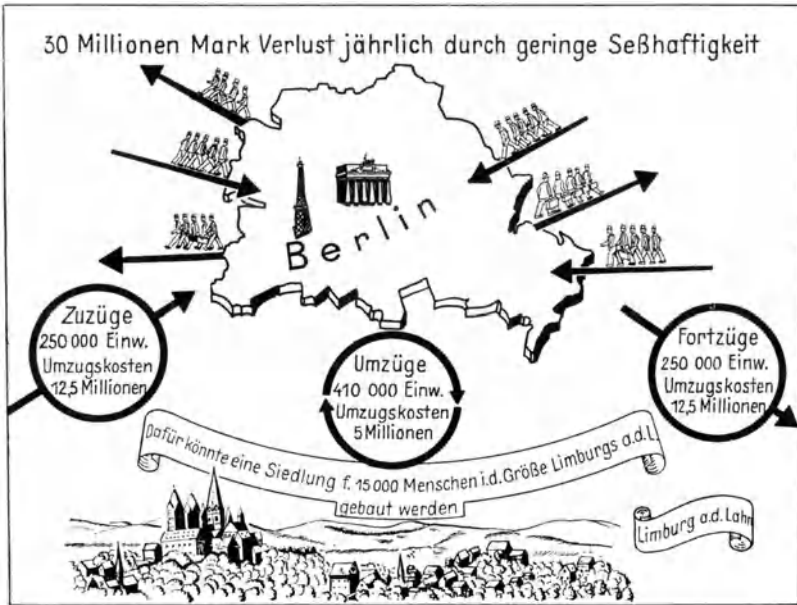 30 Millionen Mark Verlust jährlich durch geringe Seßhaftigkeit
Berlin
Zuzüge
250 000 Einw.
Umzugskosten
12,5 Millionen
Umzüge
410 000 Einw.
Umzugskosten
5 Millionen
Fortzüge
250 000 Einw.
Umzugskosten
12,5 Millionen
Dafür könnte eine Siedlung f. 15 000 Menschen i.d. Größe Limburgs a.d.L.
gebaut werden
Limburg a.d. Lahn